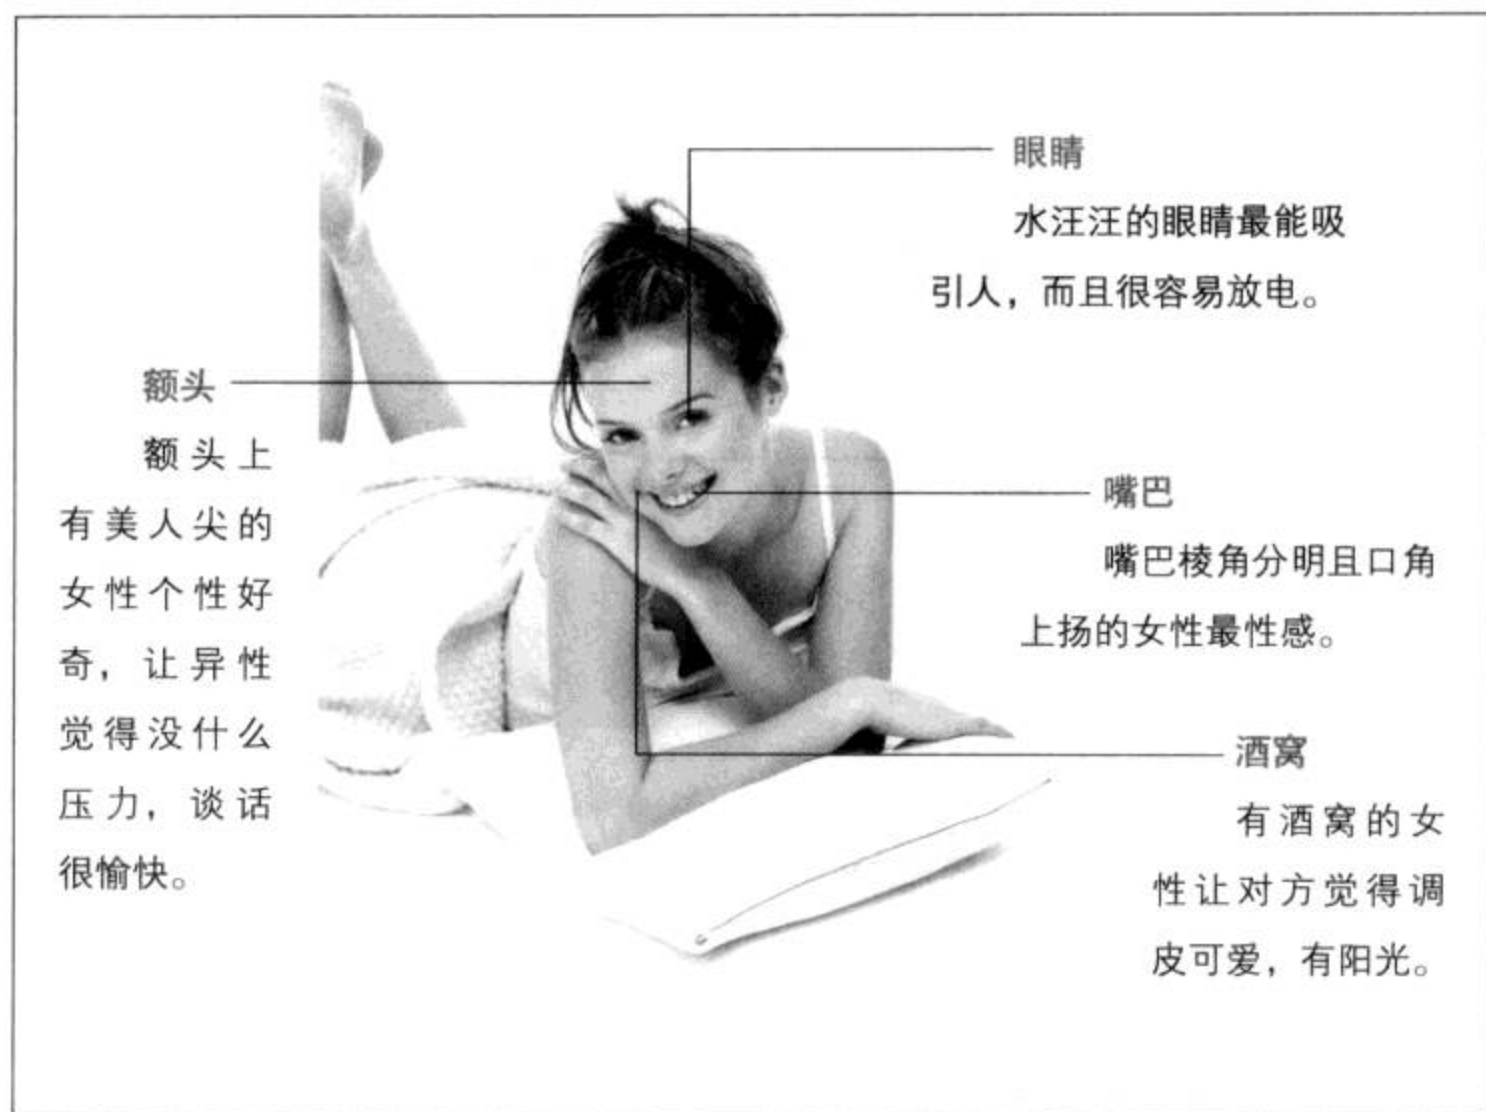 眼睛
水汪汪的眼睛最能吸
引人，而且很容易放电。
额头
额头上
有美人尖的
女性个性好
奇，让异性
觉得没什么
压力，谈话
很愉快。
嘴巴
嘴巴棱角分明且口角
上扬的女性最性感。
酒窝
有酒窝的女
性让对方觉得调
皮可爱，有阳光。